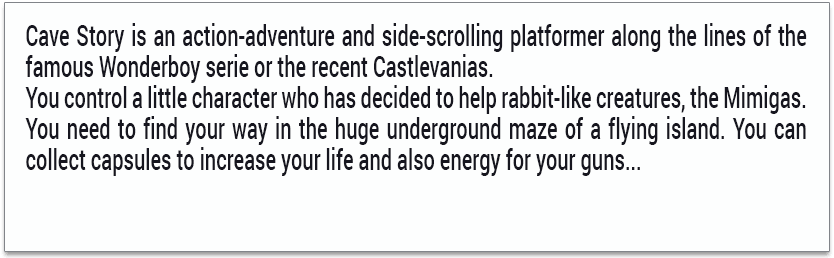 Cave Story is an action-adventure and side-scrolling platformer along the lines of the
famous Wonderboy serie or the recent Castlevanias.
You control a little character who has decided to help rabbit-like creatures, the Mimigas.
You need to find your way in the huge underground maze of a flying island. You can
collect capsules to increase your life and also energy for your guns...